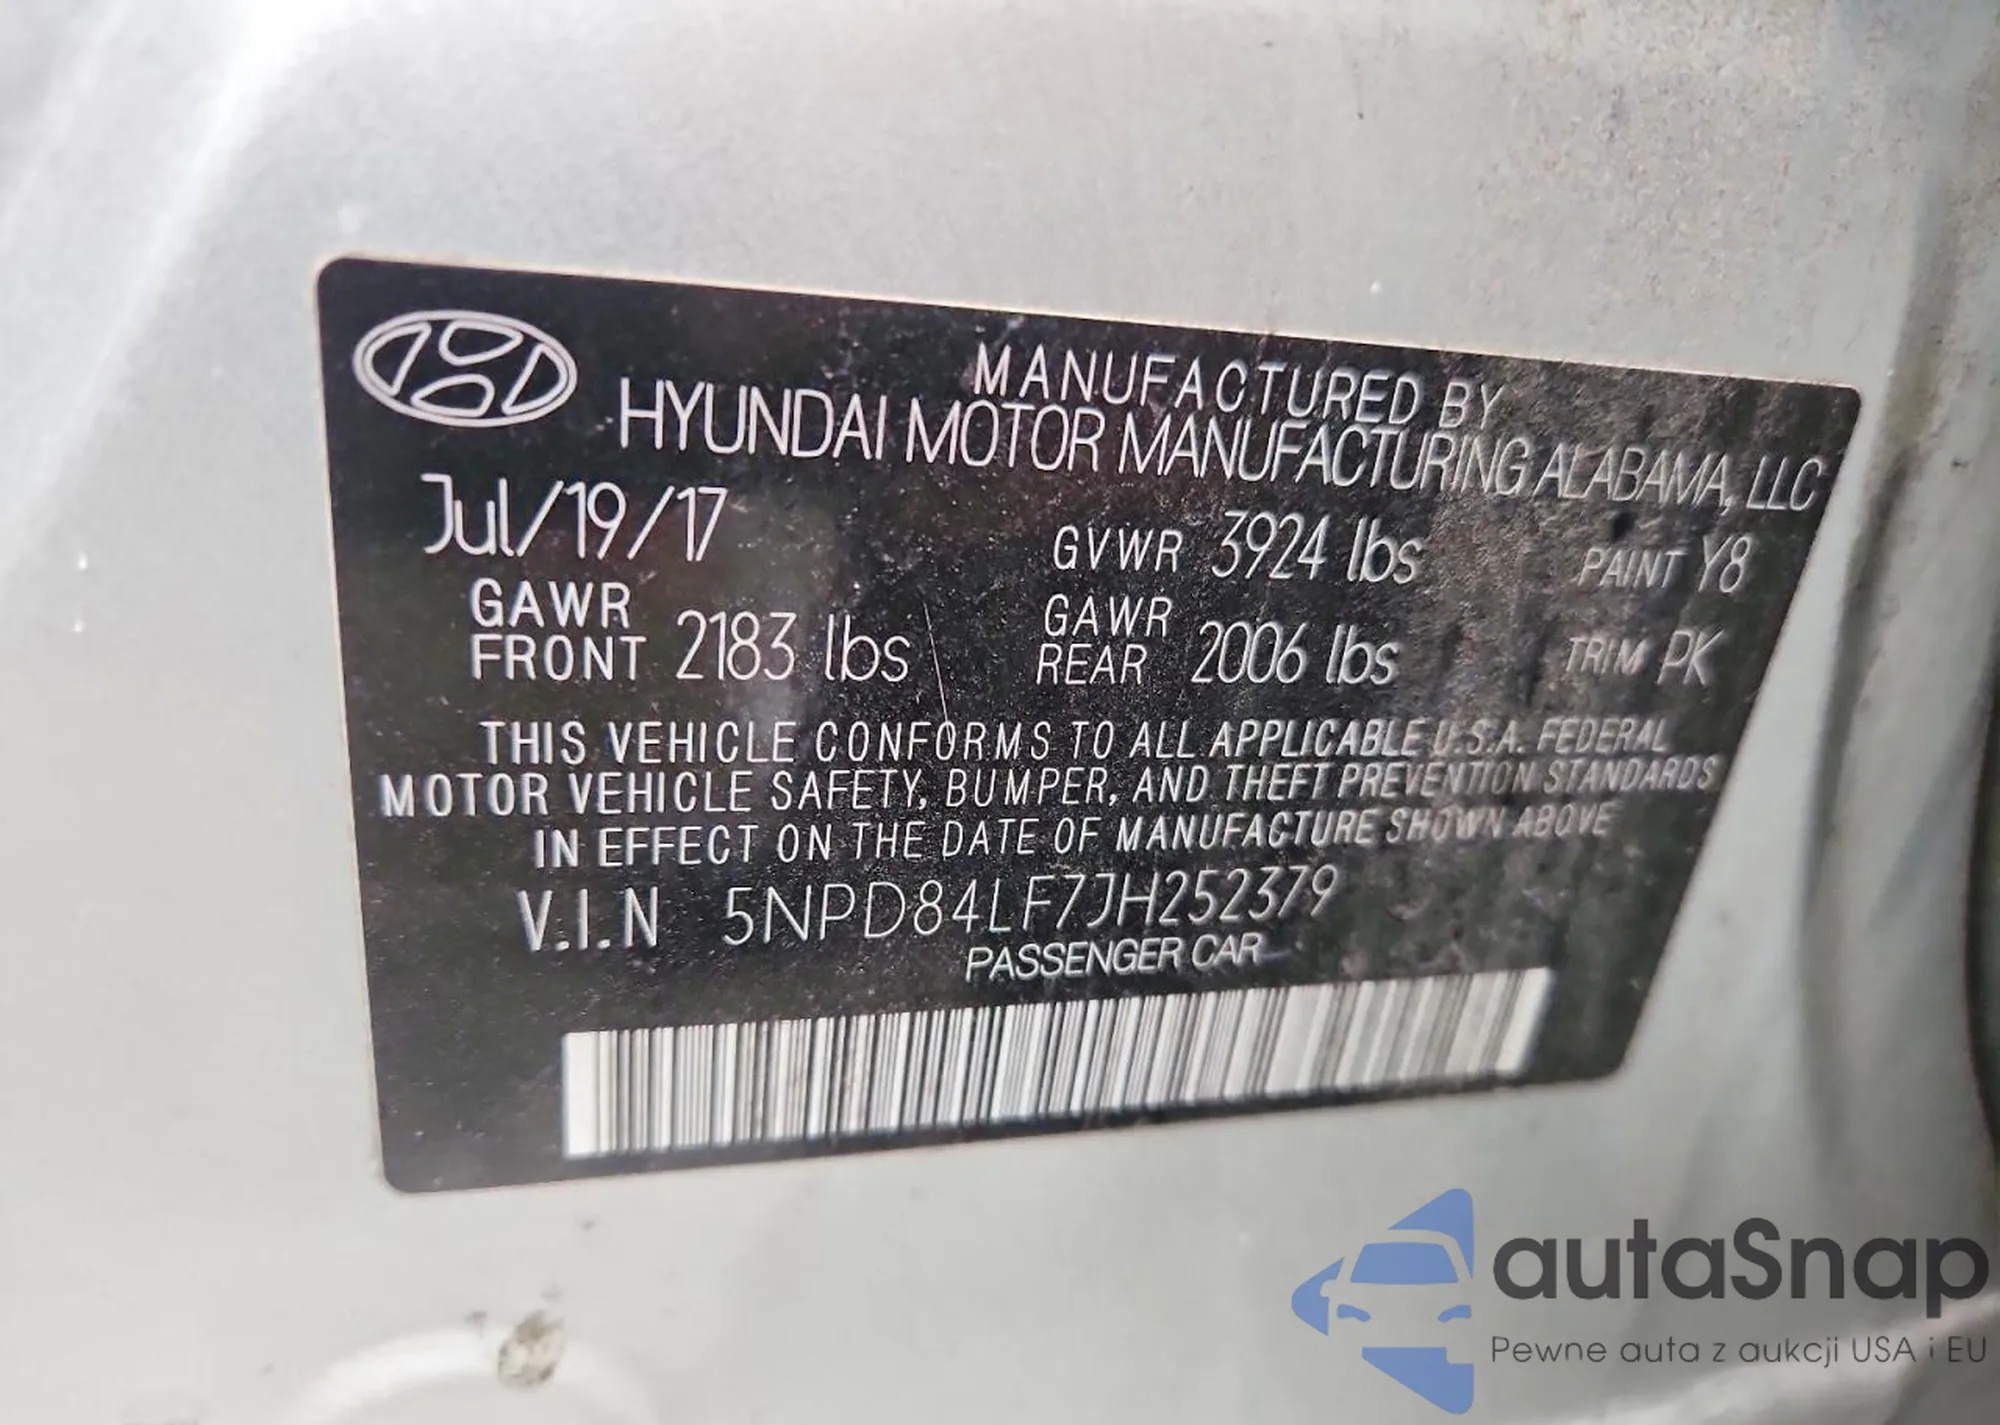 MANUFACTURED BY
HYUNDAI MOTOR MANUFACTURING ALABAMA, LLC
Jul/19/17 GVWR 3924 lbs PAINT Y8
GAWR FRONT 2183 lbs GAWR REAR 2006 lbs TRIM PK
THIS VEHICLE CONFORMS TO ALL APPLICABLE U.S.A. FEDERAL
MOTOR VEHICLE SAFETY, BUMPER, AND THEFT PREVENTION STANDARDS
IN EFFECT ON THE DATE OF MANUFACTURE SHOWN ABOVE
V.I.N 5NPD84LF7JH252379
PASSENGER CAR
autaSnap
Pewne auta z aukcji USA i EU